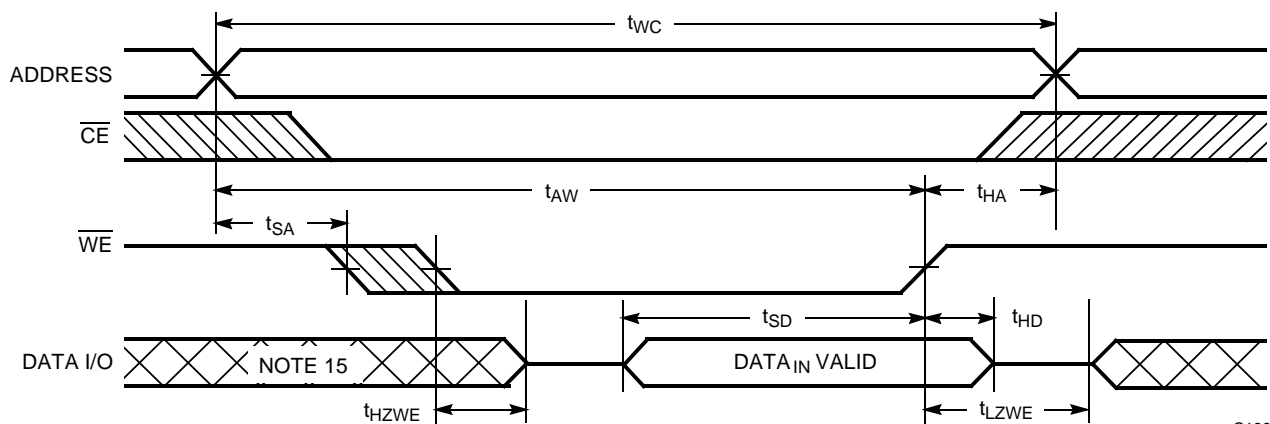 tWC
ADDRESS
CE
tAW
tHA
tSA
WE
tSD
tHD
DATA I/O
NOTE 15
DATAIN VALID
tHZWE
tLZWE